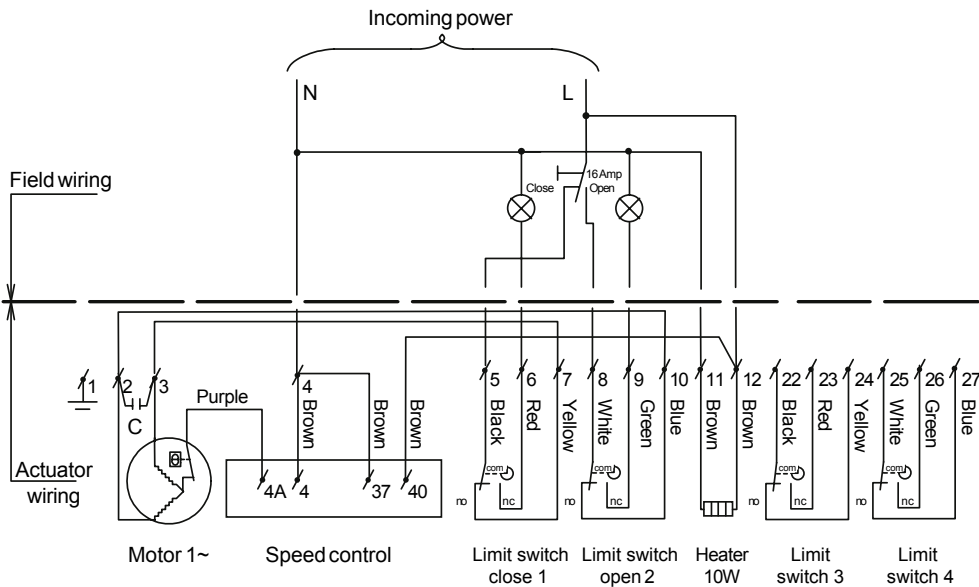 Incoming power
N
L
Field wiring
Close
16 Amp
Open
1
2
3
4
5
6
7
8
9
10
11
12
22
23
24
25
26
27
C
Purple
Brown
Brown
Brown
Black
Red
Yellow
White
Green
Blue
Brown
Brown
Black
Red
Yellow
White
Green
Blue
Actuator
wiring
θ
4A
4
37
40
com
no
nc
com
no
nc
com
no
nc
com
no
nc
Motor 1~
Speed control
Limit switch
close 1
Limit switch
open 2
Heater
10W
Limit
switch 3
Limit
switch 4